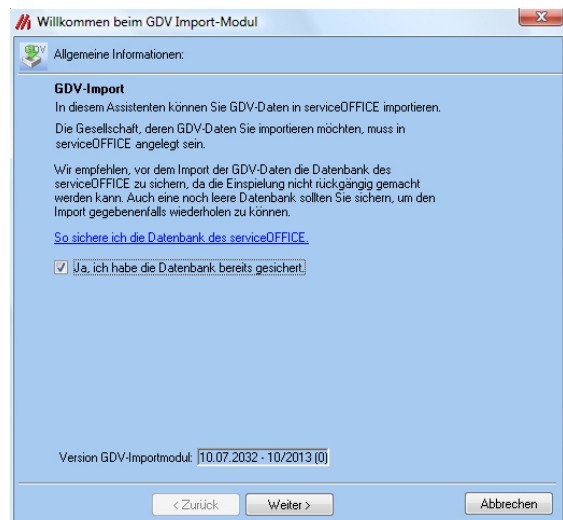 Willkommen beim GDV Import-Modul
GDV
Allgemeine Informationen:
GDV-Import
In diesem Assistenten können Sie GDV-Daten in serviceOFFICE importieren.
Die Gesellschaft, deren GDV-Daten Sie importieren möchten, muss in
serviceOFFICE angelegt sein.
Wir empfehlen, vor dem Import der GDV-Daten die Datenbank des
serviceOFFICE zu sichern, da die Einspielung nicht rückgängig gemacht
werden kann. Auch eine noch leere Datenbank sollten Sie sichern, um den
Import gegebenenfalls wiederholen zu können.
So sichere ich die Datenbank des serviceOFFICE.
Ja, ich habe die Datenbank bereits gesichert.
Version GDV-Importmodul: 10.07.2032 - 10/2013 (0)
< Zurück Weiter > Abbrechen